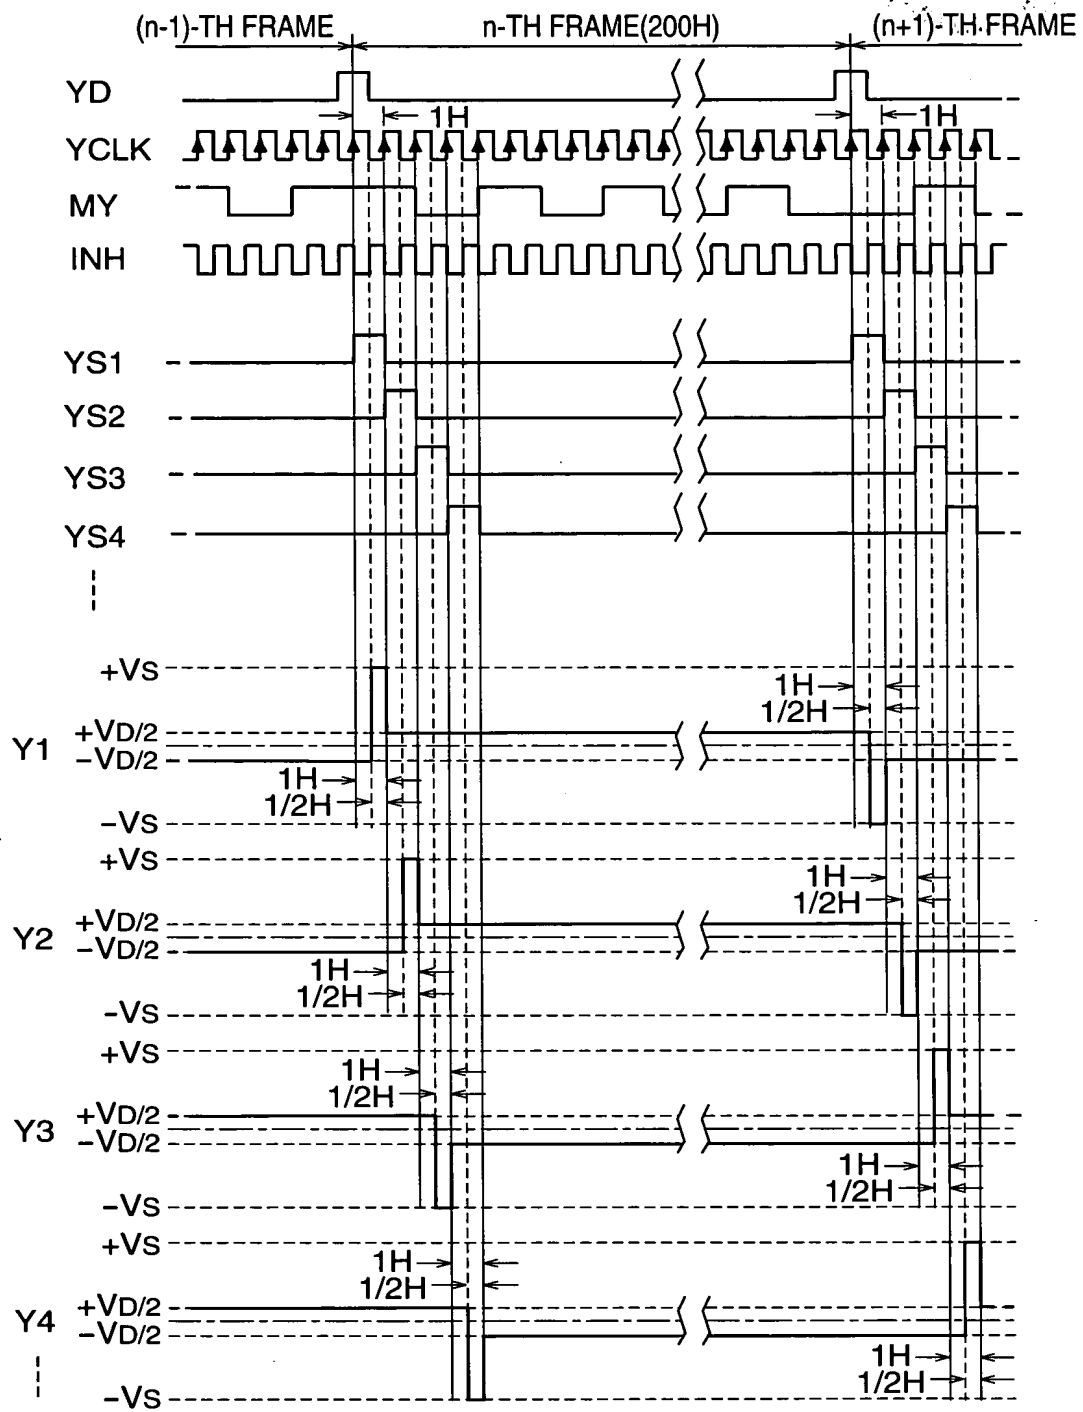 (n-1)-TH FRAME n-TH FRAME(200H) (n+1)-TH FRAME
YD
1H 1H
YCLK
MY
INH
YS1
YS2
YS3
YS4
+VS
1H
1/2H
Y1 +VD/2
-VD/2
1H
1/2H
-VS
+VS
1H
1/2H
Y2 +VD/2
-VD/2
1H
1/2H
-VS
+VS
1H
1/2H
Y3 +VD/2
-VD/2
1H
1/2H
-VS
+VS
1H
1/2H
Y4 +VD/2
-VD/2
1H
1/2H
-VS